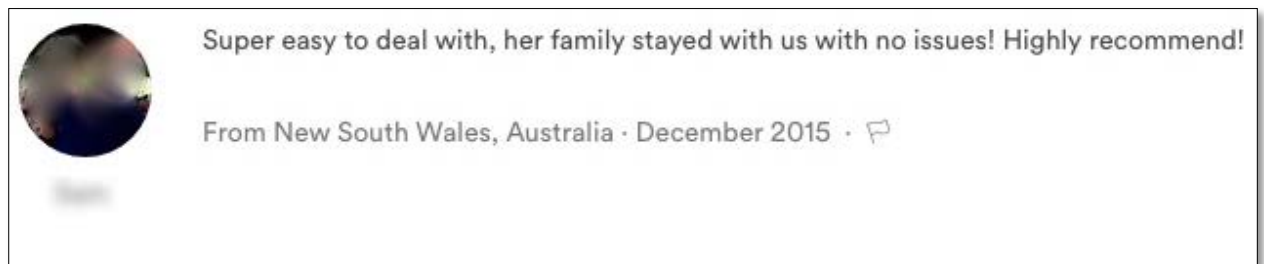 Super easy to deal with, her family stayed with us with no issues! Highly recommend!
From New South Wales, Australia · December 2015 ·